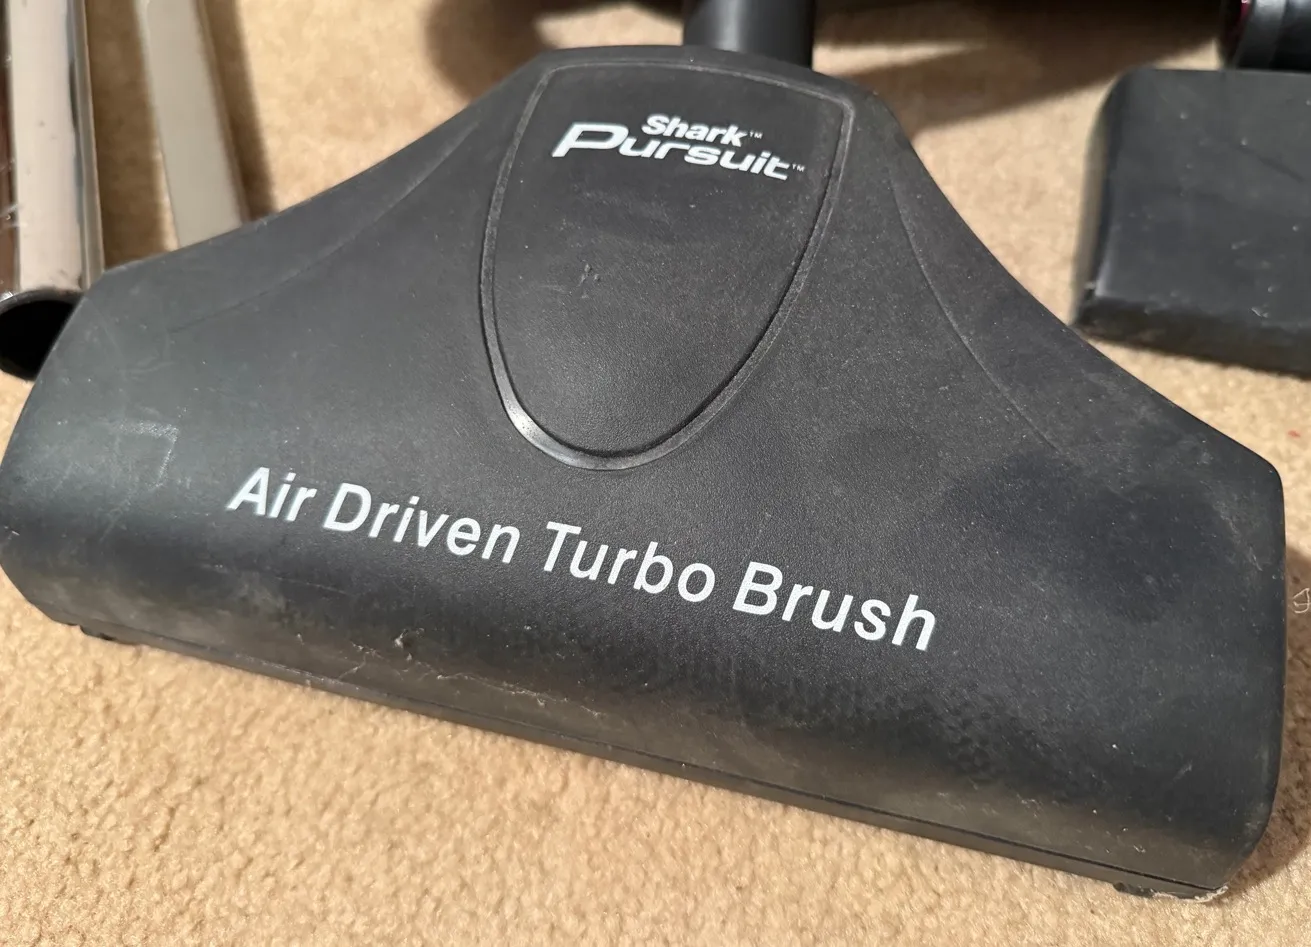 Shark™
Pursuit™
Air Driven Turbo Brush